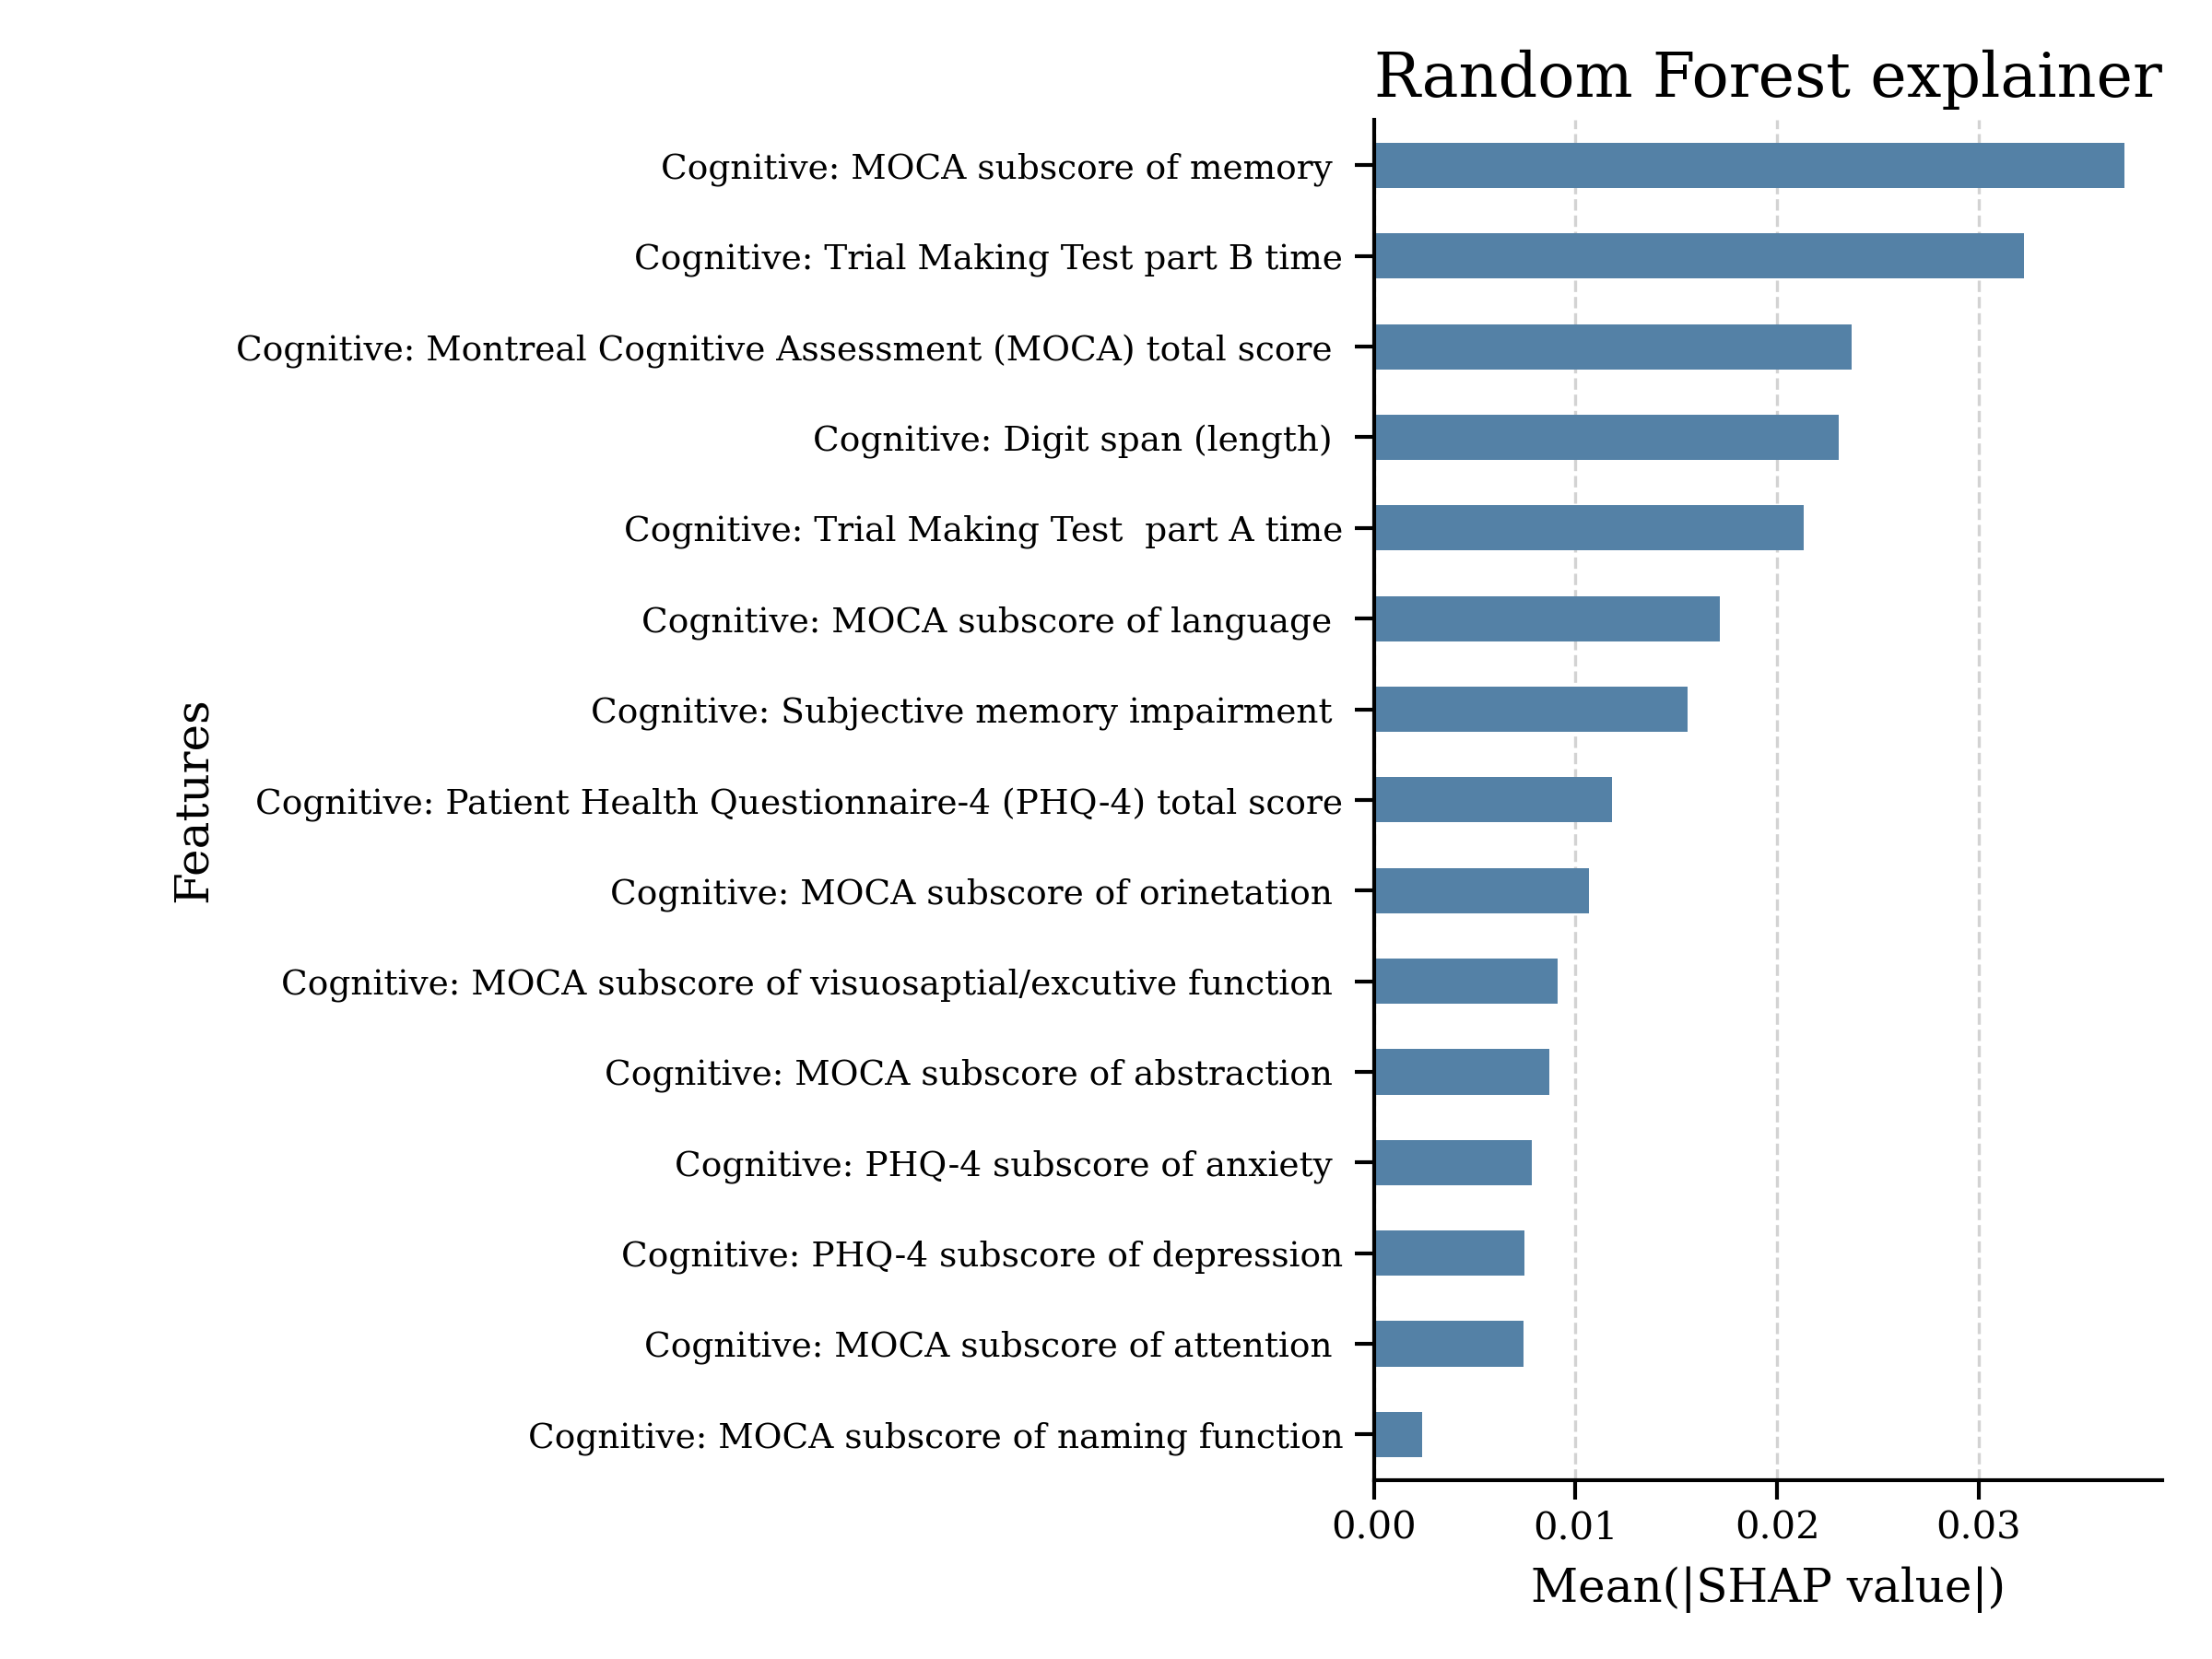 Random Forest explainer
Cognitive: MOCA subscore of memory
Cognitive: Trial Making Test part B time
Cognitive: Montreal Cognitive Assessment (MOCA) total score
Cognitive: Digit span (length)
Cognitive: Trial Making Test  part A time
Cognitive: MOCA subscore of language
Cognitive: Subjective memory impairment
Cognitive: Patient Health Questionnaire-4 (PHQ-4) total score
Cognitive: MOCA subscore of orinetation
Cognitive: MOCA subscore of visuosaptial/excutive function
Cognitive: MOCA subscore of abstraction
Cognitive: PHQ-4 subscore of anxiety
Cognitive: PHQ-4 subscore of depression
Cognitive: MOCA subscore of attention
Cognitive: MOCA subscore of naming function
Features
0.00 0.01 0.02 0.03
Mean(|SHAP value|)